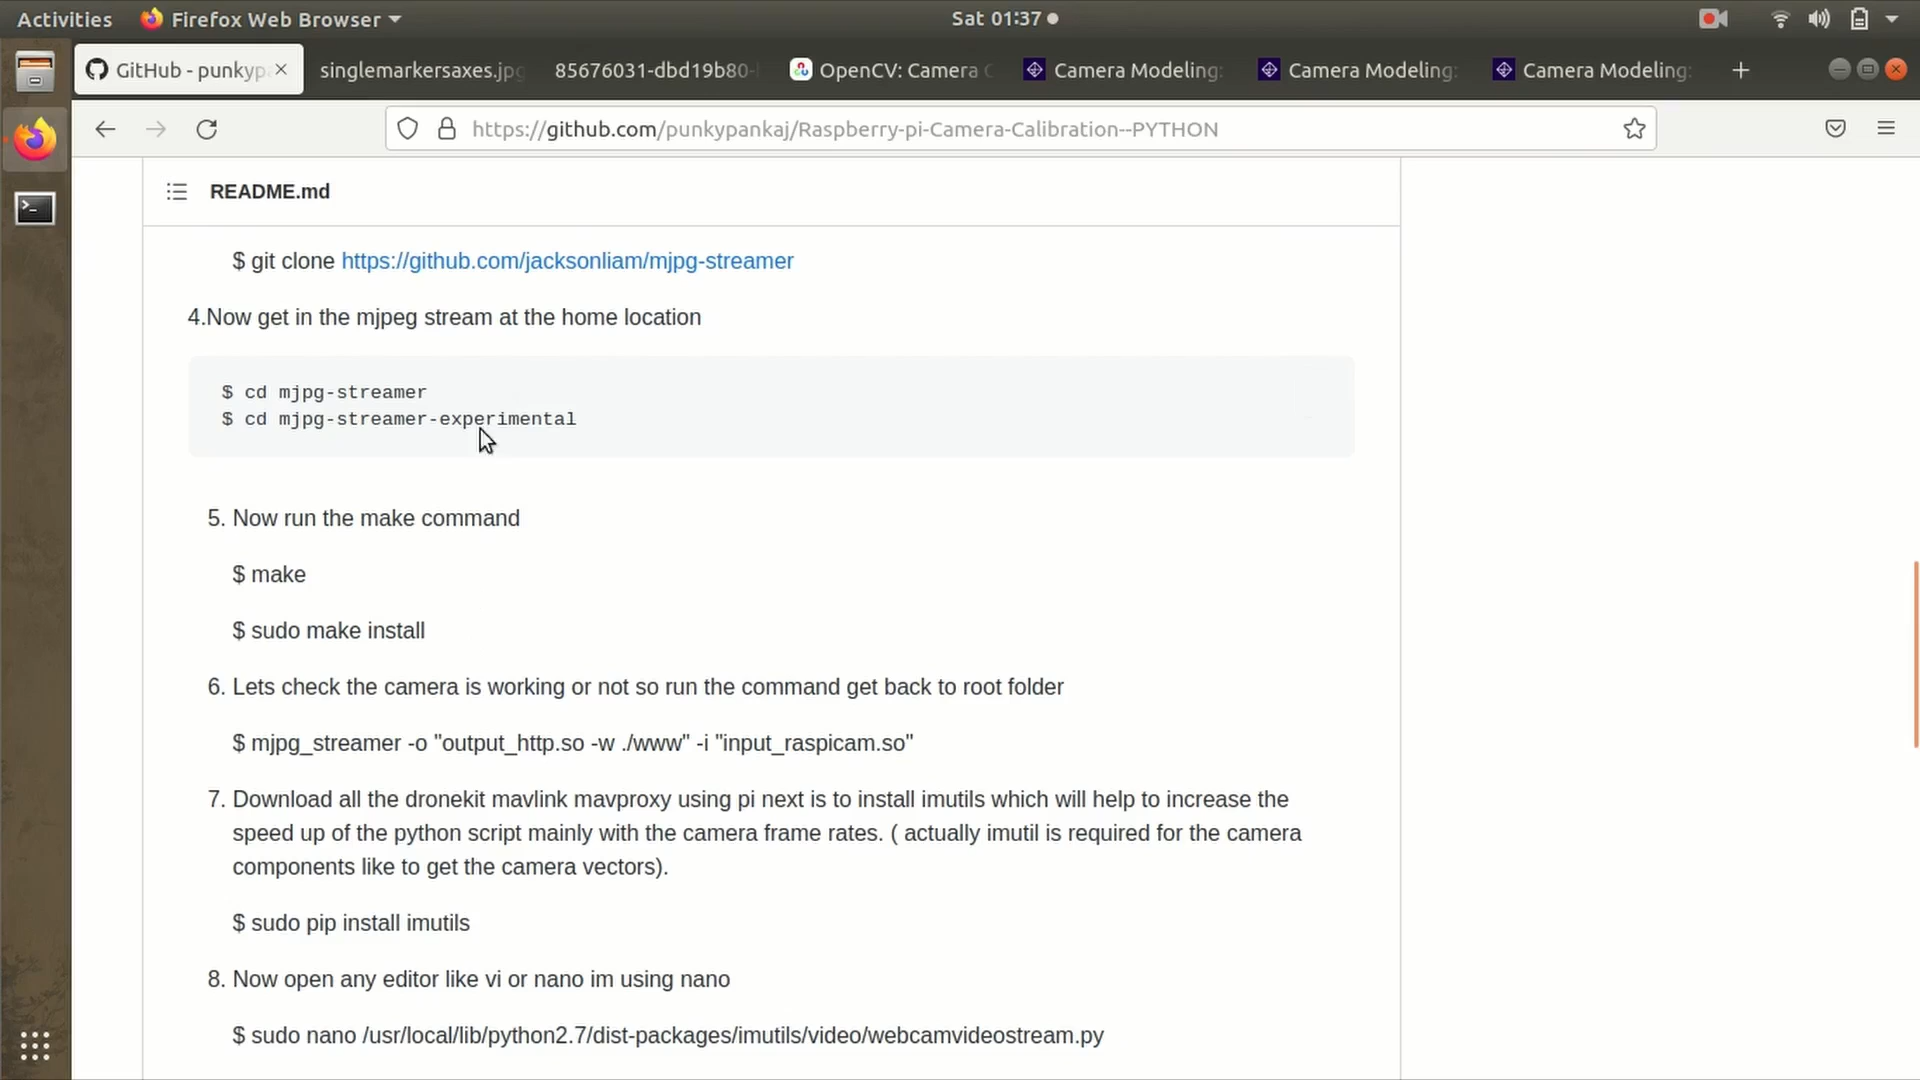 Activities Firefox Web Browser Sat 01:37
GitHub - punkypa singlemarkersaxes.jpg 85676031-dbd19b80- OpenCV: Camera C Camera Modeling: Camera Modeling: Camera Modeling:
https://github.com/punkypankaj/Raspberry-pi-Camera-Calibration--PYTHON
README.md
$ git clone https://github.com/jacksonliam/mjpg-streamer
4.Now get in the mjpeg stream at the home location
$ cd mjpg-streamer
$ cd mjpg-streamer-experimental
5. Now run the make command
$ make
$ sudo make install
6. Lets check the camera is working or not so run the command get back to root folder
$ mjpg_streamer -o "output_http.so -w ./www" -i "input_raspicam.so"
7. Download all the dronekit mavlink mavproxy using pi next is to install imutils which will help to increase the
speed up of the python script mainly with the camera frame rates. ( actually imutil is required for the camera
components like to get the camera vectors).
$ sudo pip install imutils
8. Now open any editor like vi or nano im using nano
$ sudo nano /usr/local/lib/python2.7/dist-packages/imutils/video/webcamvideostream.py